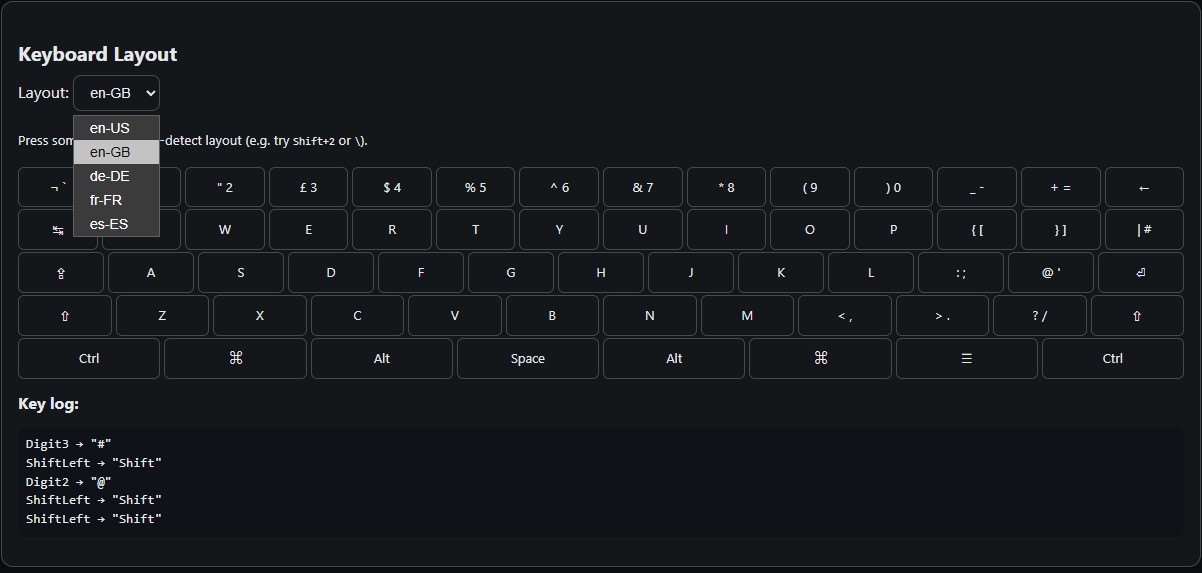 Keyboard Layout
Layout: en-GB
en-US
en-GB
de-DE
fr-FR
es-ES
Press som -detect layout (e.g. try Shift+2 or \).
¬ ` " 2 £ 3 $ 4 % 5 ^ 6 & 7 * 8 ( 9 ) 0 _ - + = ←
↹ W E R T Y U I O P { [ } ] | #
⇪ A S D F G H J K L : ; @ ' ⏎
⇧ Z X C V B N M < , > . ? / ⇧
Ctrl ⌘ Alt Space Alt ⌘ ☰ Ctrl
Key log:
Digit3 → "#"
ShiftLeft → "Shift"
Digit2 → "@"
ShiftLeft → "Shift"
ShiftLeft → "Shift"